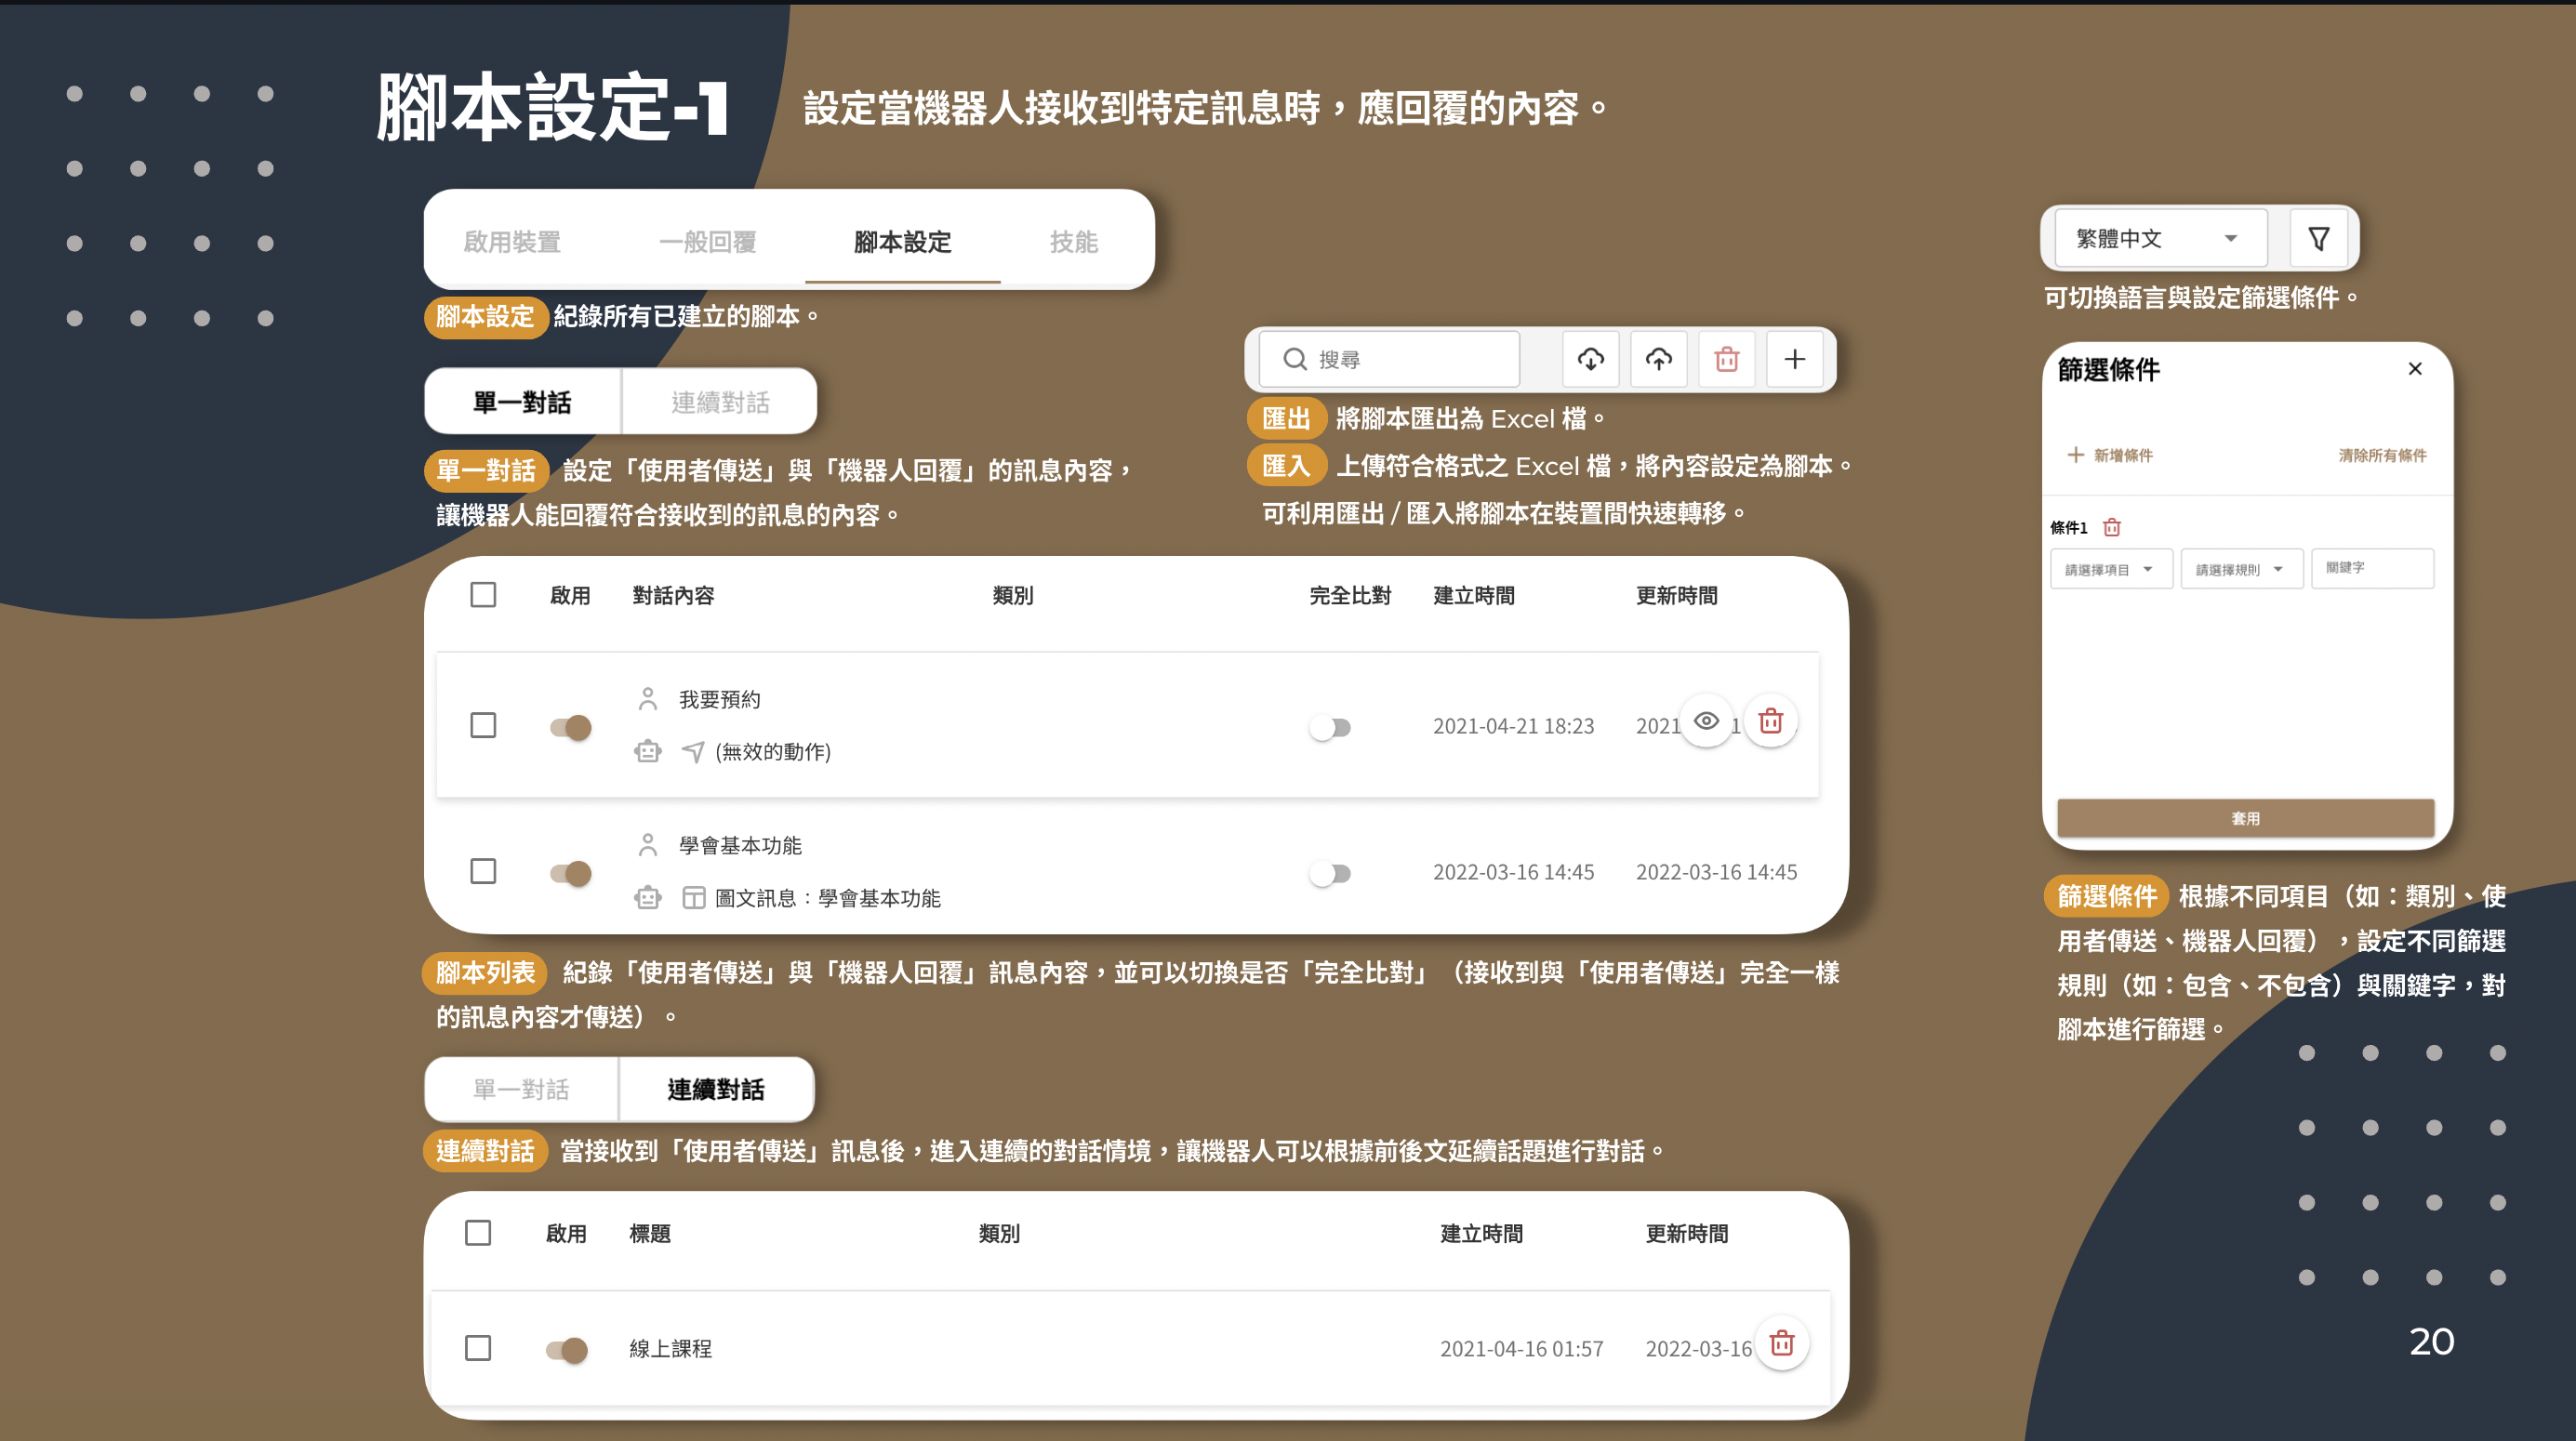 腳本設定-1
設定當機器人接收到特定訊息時，應回覆的內容。
啟用裝置 一般回覆 腳本設定 技能
腳本設定 紀錄所有已建立的腳本。
單一對話 連續對話
單一對話 設定「使用者傳送」與「機器人回覆」的訊息內容，
讓機器人能回覆符合接收到的訊息的內容。
搜尋
匯出 將腳本匯出為 Excel 檔。
匯入 上傳符合格式之 Excel 檔，將內容設定為腳本。
可利用匯出 / 匯入將腳本在裝置間快速轉移。
啟用 對話內容 類別 完全比對 建立時間 更新時間
我要預約
(無效的動作)
2021-04-21 18:23 2021
學會基本功能
圖文訊息：學會基本功能
2022-03-16 14:45 2022-03-16 14:45
腳本列表 紀錄「使用者傳送」與「機器人回覆」訊息內容，並可以切換是否「完全比對」（接收到與「使用者傳送」完全一樣
的訊息內容才傳送）。
單一對話 連續對話
連續對話 當接收到「使用者傳送」訊息後，進入連續的對話情境，讓機器人可以根據前後文延續話題進行對話。
啟用 標題 類別 建立時間 更新時間
線上課程 2021-04-16 01:57 2022-03-16
繁體中文
可切換語言與設定篩選條件。
篩選條件
新增條件 清除所有條件
條件1
請選擇項目 請選擇規則 關鍵字
套用
篩選條件 根據不同項目（如：類別、使
用者傳送、機器人回覆），設定不同篩選
規則（如：包含、不包含）與關鍵字，對
腳本進行篩選。
20